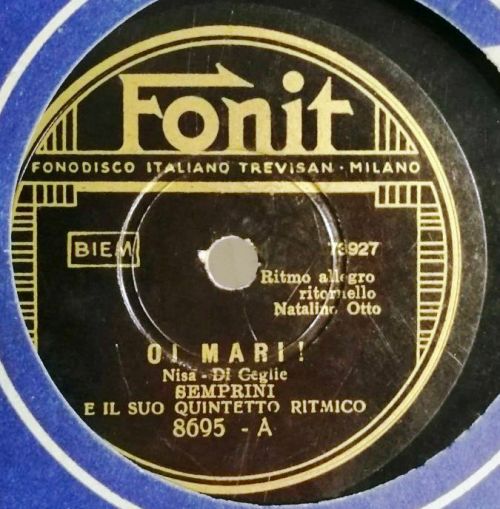 Fonit
FONODISCO ITALIANO TREVISAN · MILANO
BIEM
73927
Ritmo allegro
ritornello
Natalino Otto
OI MARI!
Nisa - Di Ceglie
SEMPRINI
E IL SUO QUINTETTO RITMICO
8695 - A